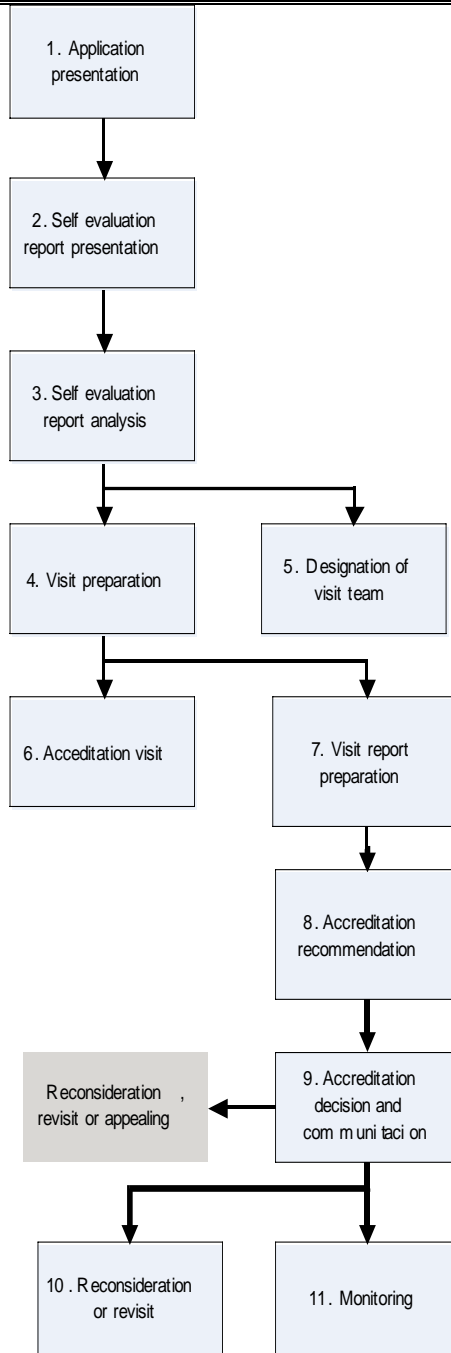 1. Application
presentation
2. Self evaluation
report presentation
3. Self evaluation
report analysis
4. Visit preparation
5. Designation of
visit team
6. Acceditation visit
7. Visit report
preparation
8. Accreditation
recommendation
Reconsideration ,
revisit or appealing
9. Accreditation
decision and
com muni taci on
10 . Reconsideration
or revisit
11. Monitoring